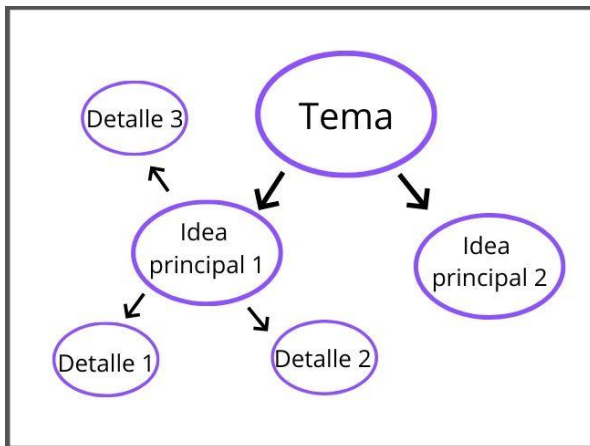 Tema
Detalle 3
Idea
principal 1
Idea
principal 2
Detalle 1
Detalle 2